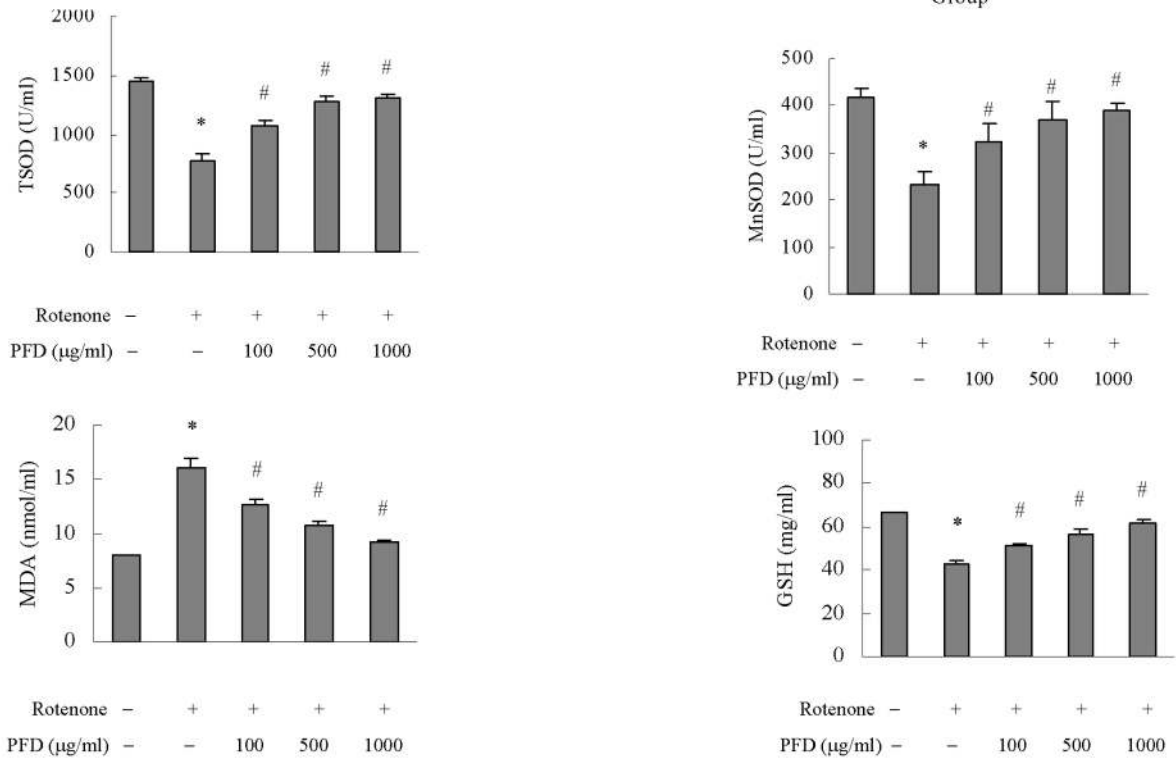 Group
2000
1500
1000
500
0
TSOD (U/ml)
*
#
#
#
Rotenone – + + + +
PFD (µg/ml) – – 100 500 1000
500
400
300
200
100
0
MnSOD (U/ml)
*
#
#
#
Rotenone – + + + +
PFD (µg/ml) – – 100 500 1000
20
15
10
5
0
MDA (nmol/ml)
*
#
#
#
Rotenone – + + + +
PFD (µg/ml) – – 100 500 1000
100
80
60
40
20
0
GSH (mg/ml)
*
#
#
#
Rotenone – + + + +
PFD (µg/ml) – – 100 500 1000